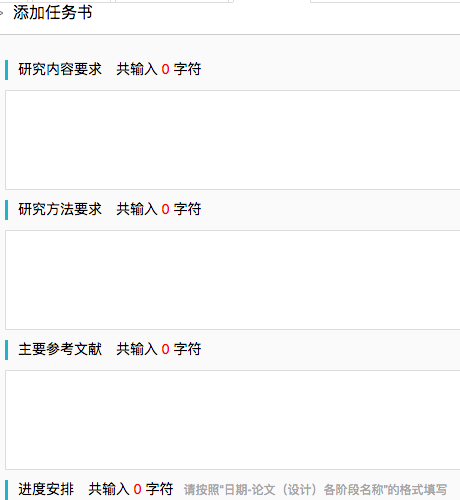 > 添加任务书
研究内容要求 共输入 0 字符
研究方法要求 共输入 0 字符
主要参考文献 共输入 0 字符
进度安排 共输入 0 字符 请按照"日期-论文（设计）各阶段名称"的格式填写